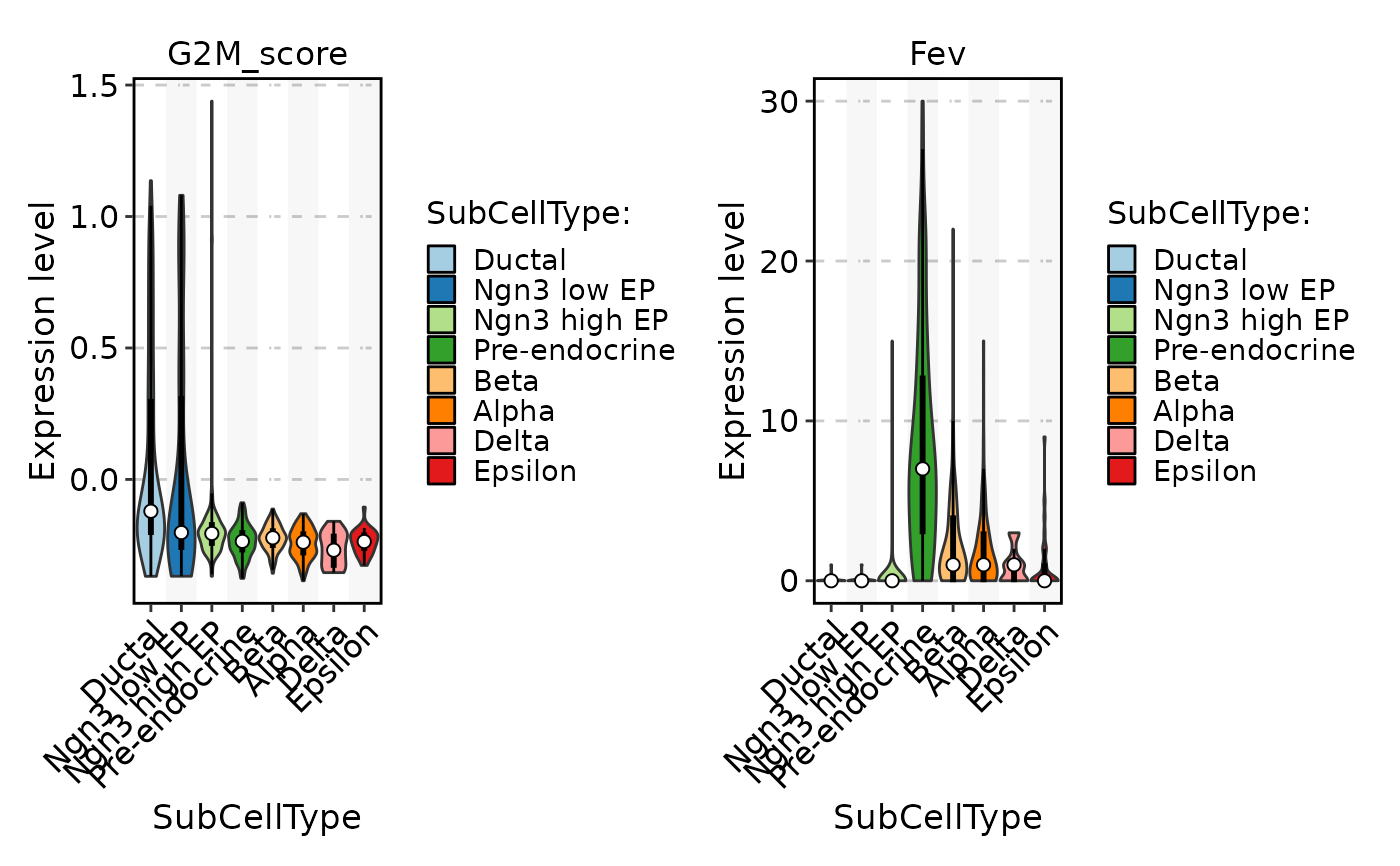 G2M_score
Expression level
1.5
1.0
0.5
0.0
Ductal
Ngn3 low EP
Ngn3 high EP
Pre-endocrine
Beta
Alpha
Delta
Epsilon
SubCellType
SubCellType:
Ductal
Ngn3 low EP
Ngn3 high EP
Pre-endocrine
Beta
Alpha
Delta
Epsilon
Fev
Expression level
30
20
10
0
Ductal
Ngn3 low EP
Ngn3 high EP
Pre-endocrine
Beta
Alpha
Delta
Epsilon
SubCellType
SubCellType:
Ductal
Ngn3 low EP
Ngn3 high EP
Pre-endocrine
Beta
Alpha
Delta
Epsilon